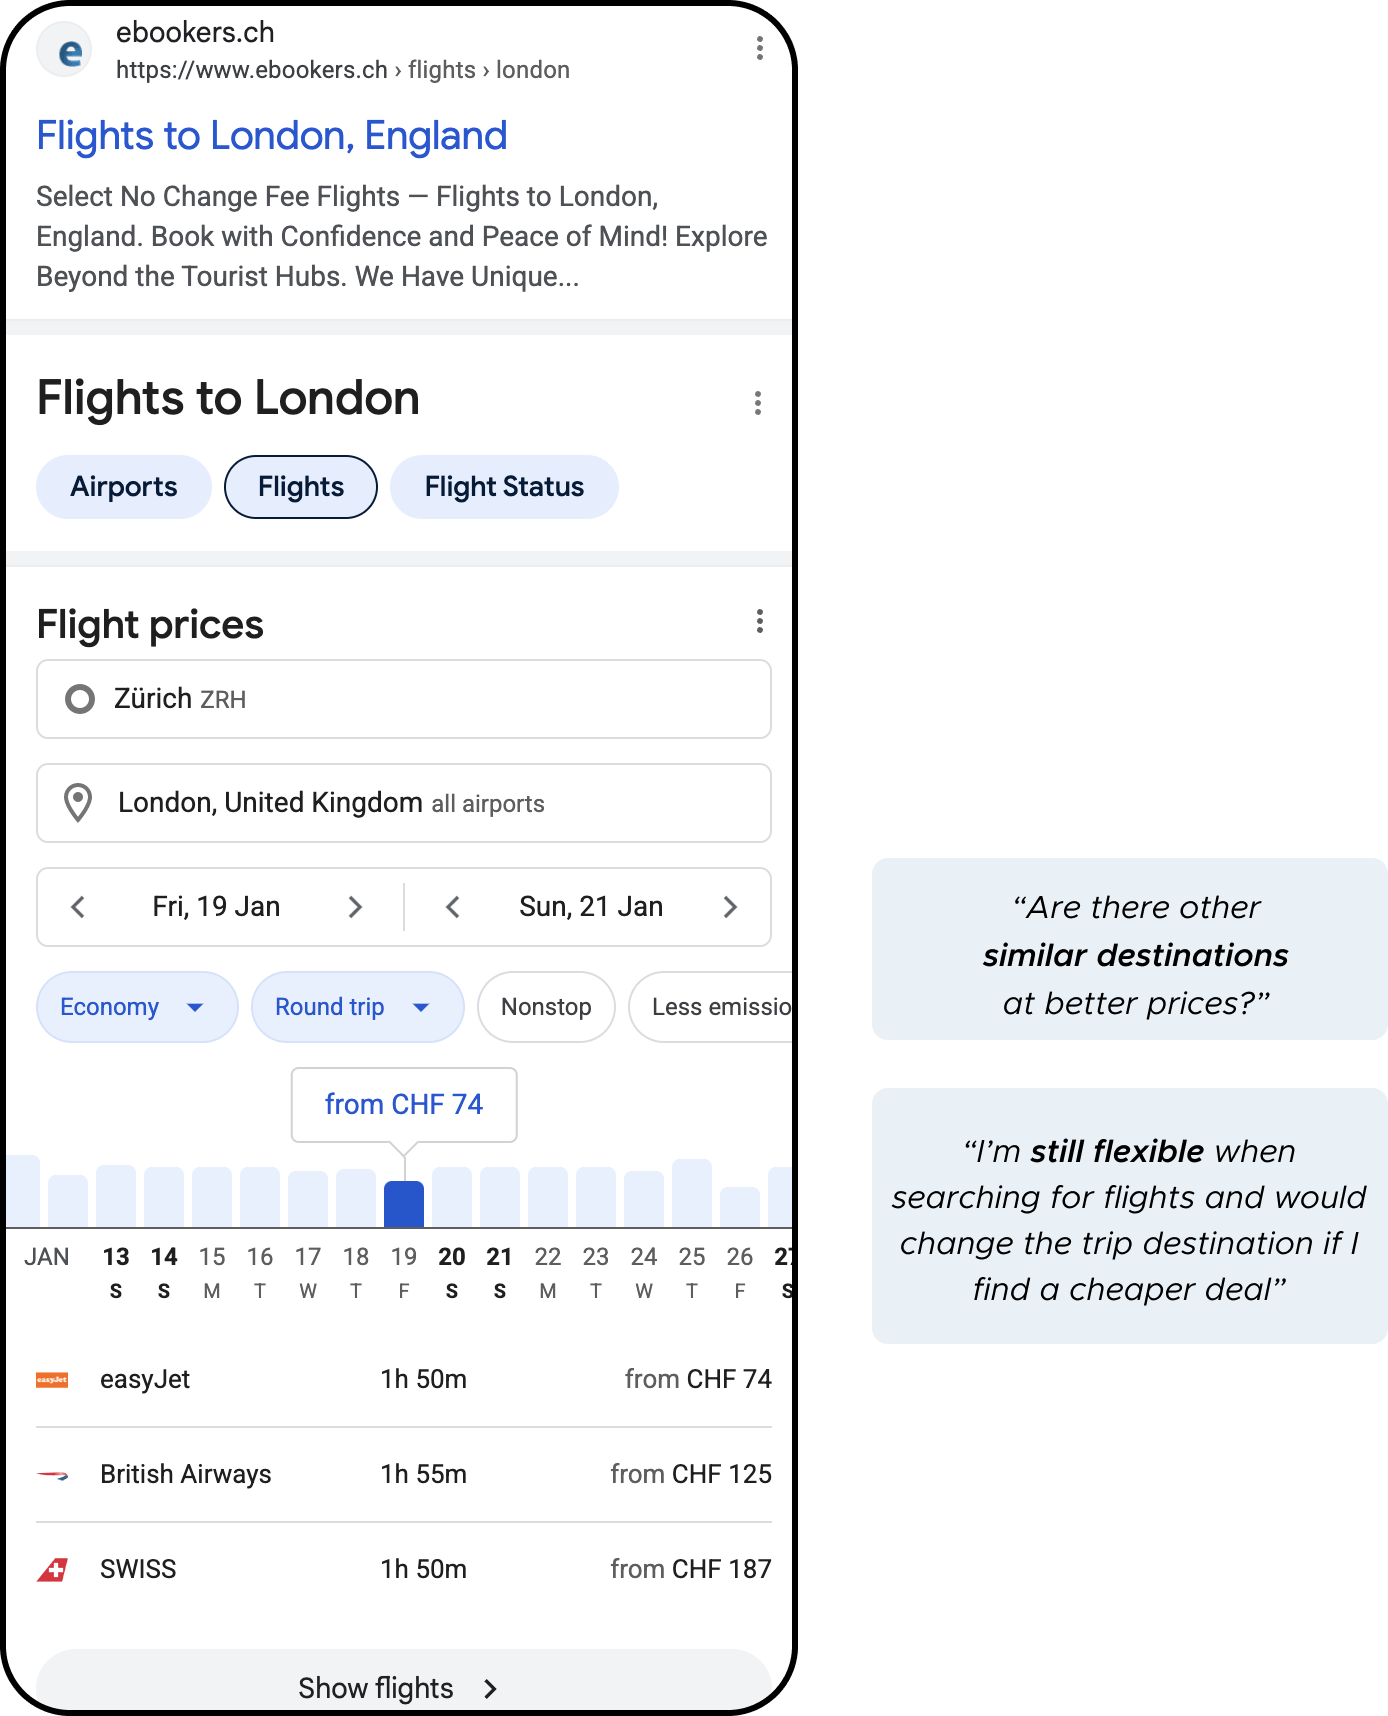 ebookers.ch
https://www.ebookers.ch › flights › london
Flights to London, England
Select No Change Fee Flights — Flights to London,
England. Book with Confidence and Peace of Mind! Explore
Beyond the Tourist Hubs. We Have Unique...
Flights to London
Airports Flights Flight Status
Flight prices
Zürich ZRH
London, United Kingdom all airports
Fri, 19 Jan Sun, 21 Jan
Economy Round trip Nonstop Less emissio
from CHF 74
JAN 13 14 15 16 17 18 19 20 21 22 23 24 25 26 27
S S M T W T F S S M T W T F S
easyJet easyJet 1h 50m from CHF 74
British Airways 1h 55m from CHF 125
SWISS 1h 50m from CHF 187
Show flights
“Are there other
similar destinations
at better prices?”
“I’m still flexible when
searching for flights and would
change the trip destination if I
find a cheaper deal”